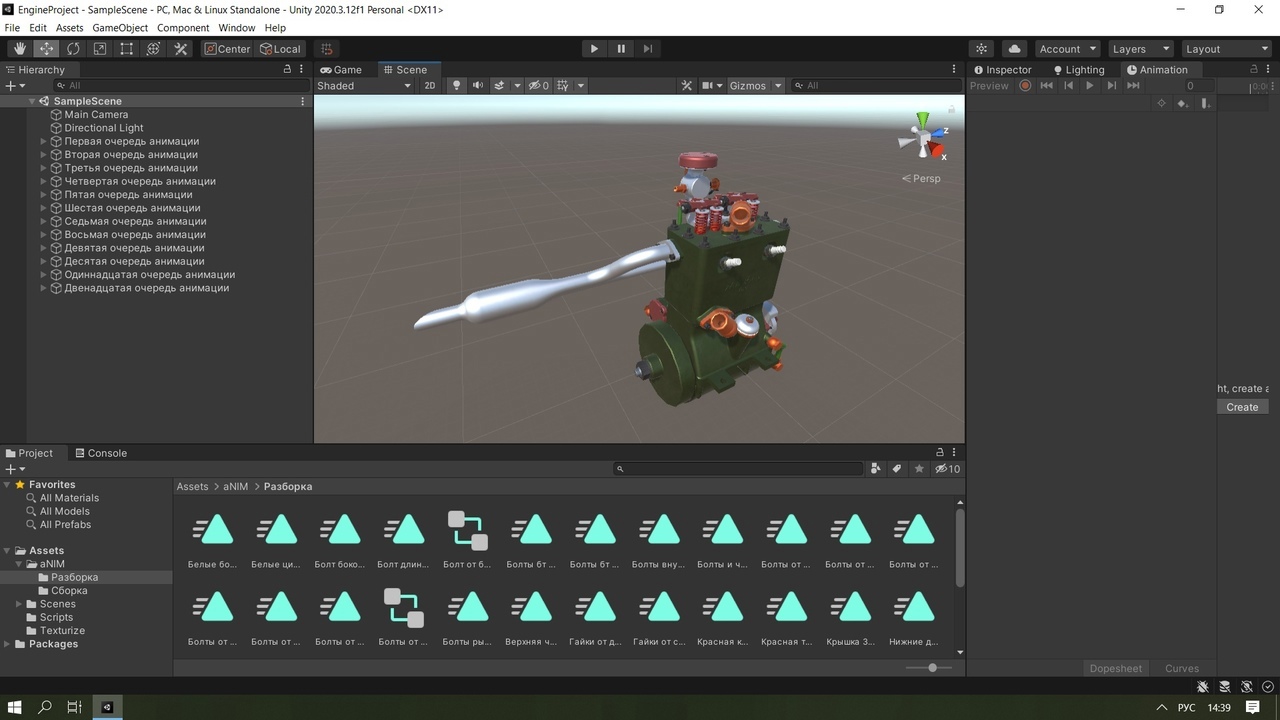 EngineProject - SampleScene - PC, Mac & Linux Standalone - Unity 2020.3.12f1 Personal <DX11>
File Edit Assets GameObject Component Window Help
Center Local Account Layers Layout
Hierarchy Game Scene Inspector Lighting Animation
All Shaded 2D 0 Gizmos All Preview 0 0:0
SampleScene
Main Camera
Directional Light
Первая очередь анимации
Вторая очередь анимации
Третья очередь анимации
Четвертая очередь анимации
Пятая очередь анимации
Шестая очередь анимации
Седьмая очередь анимации
Восьмая очередь анимации
Девятая очередь анимации
Десятая очередь анимации
Одиннадцатая очередь анимации
Двенадцатая очередь анимации
z
x
Persp
ht, create a
Create
Project Console
10
Favorites
All Materials
All Models
All Prefabs
Assets
aNIM
Разборка
Сборка
Scenes
Scripts
Texturize
Packages
Assets > aNIM > Разборка
Белые бо... Белые ци... Болт боко... Болт длин... Болт от б... Болты бт ... Болты бт ... Болты вну... Болты и ч... Болты от ... Болты от ... Болты от ...
Болты от ... Болты от ... Болты от ... Болты от ... Болты ры... Верхняя ч... Гайки от д... Гайки от с... Красная к... Красная т... Крышка 3... Нижние д...
Dopesheet Curves
РУС 14:39